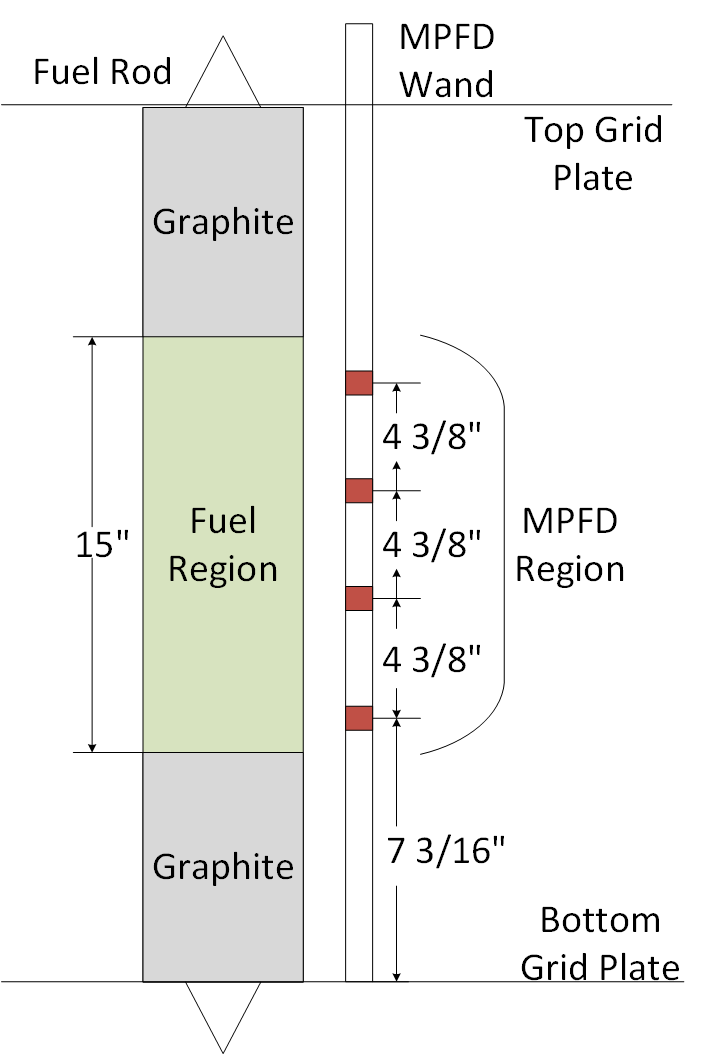 Fuel Rod
MPFD
Wand
Top Grid
Plate
Graphite
4 3/8"
15"
Fuel
Region
4 3/8"
MPFD
Region
4 3/8"
Graphite
7 3/16"
Bottom
Grid Plate